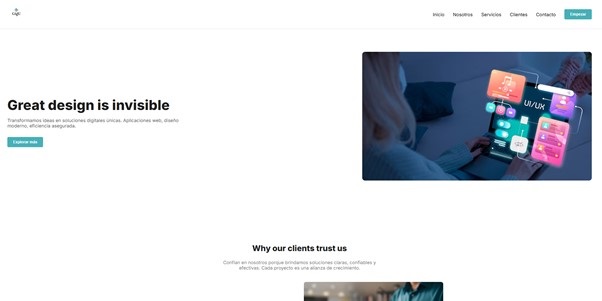 Logo
Inicio Nosotros Servicios Clientes Contacto Empezar
Great design is invisible
Transformamos ideas en soluciones digitales únicas. Aplicaciones web, diseño
moderno, eficiencia asegurada.
Explorar más
UI/UX
Why our clients trust us
Confían en nosotros porque brindamos soluciones claras, confiables y
efectivas. Cada proyecto es una alianza de crecimiento.